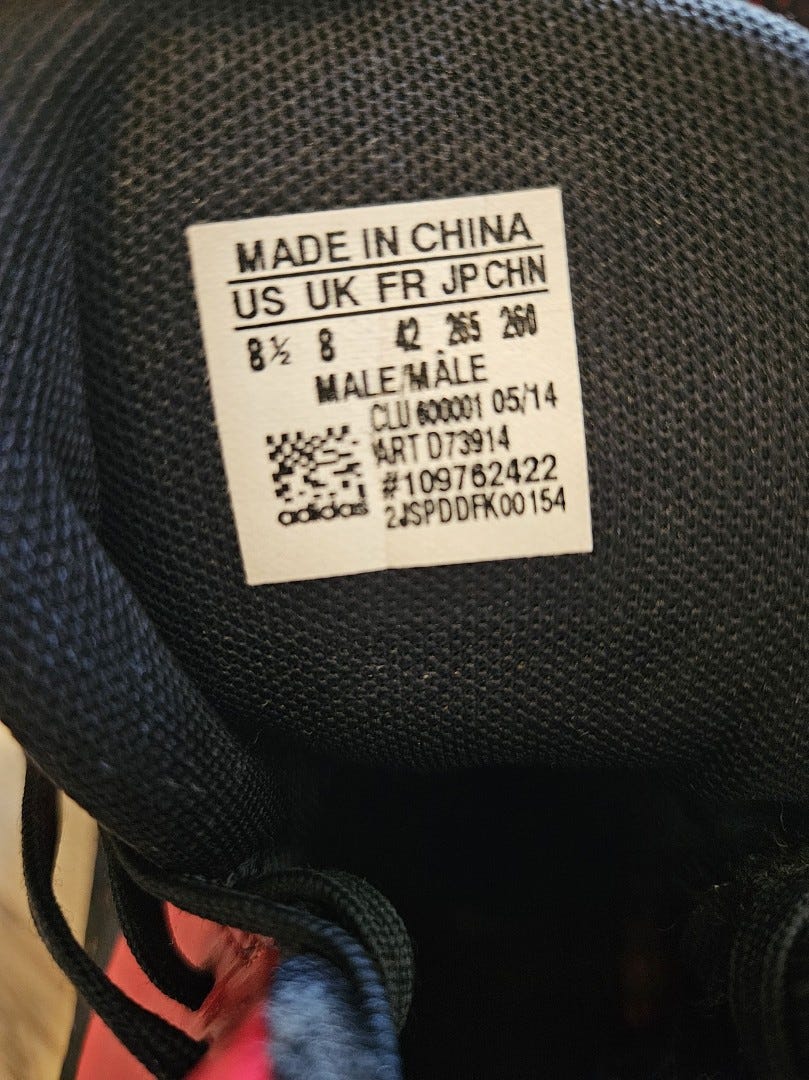 MADE IN CHINA
US UK FR JP CHN
8½ 8 42 265 260
MALE/MÂLE
CLU 600001 05/14
ART D73914
#109762422
2JSPDDFK00154
adidas